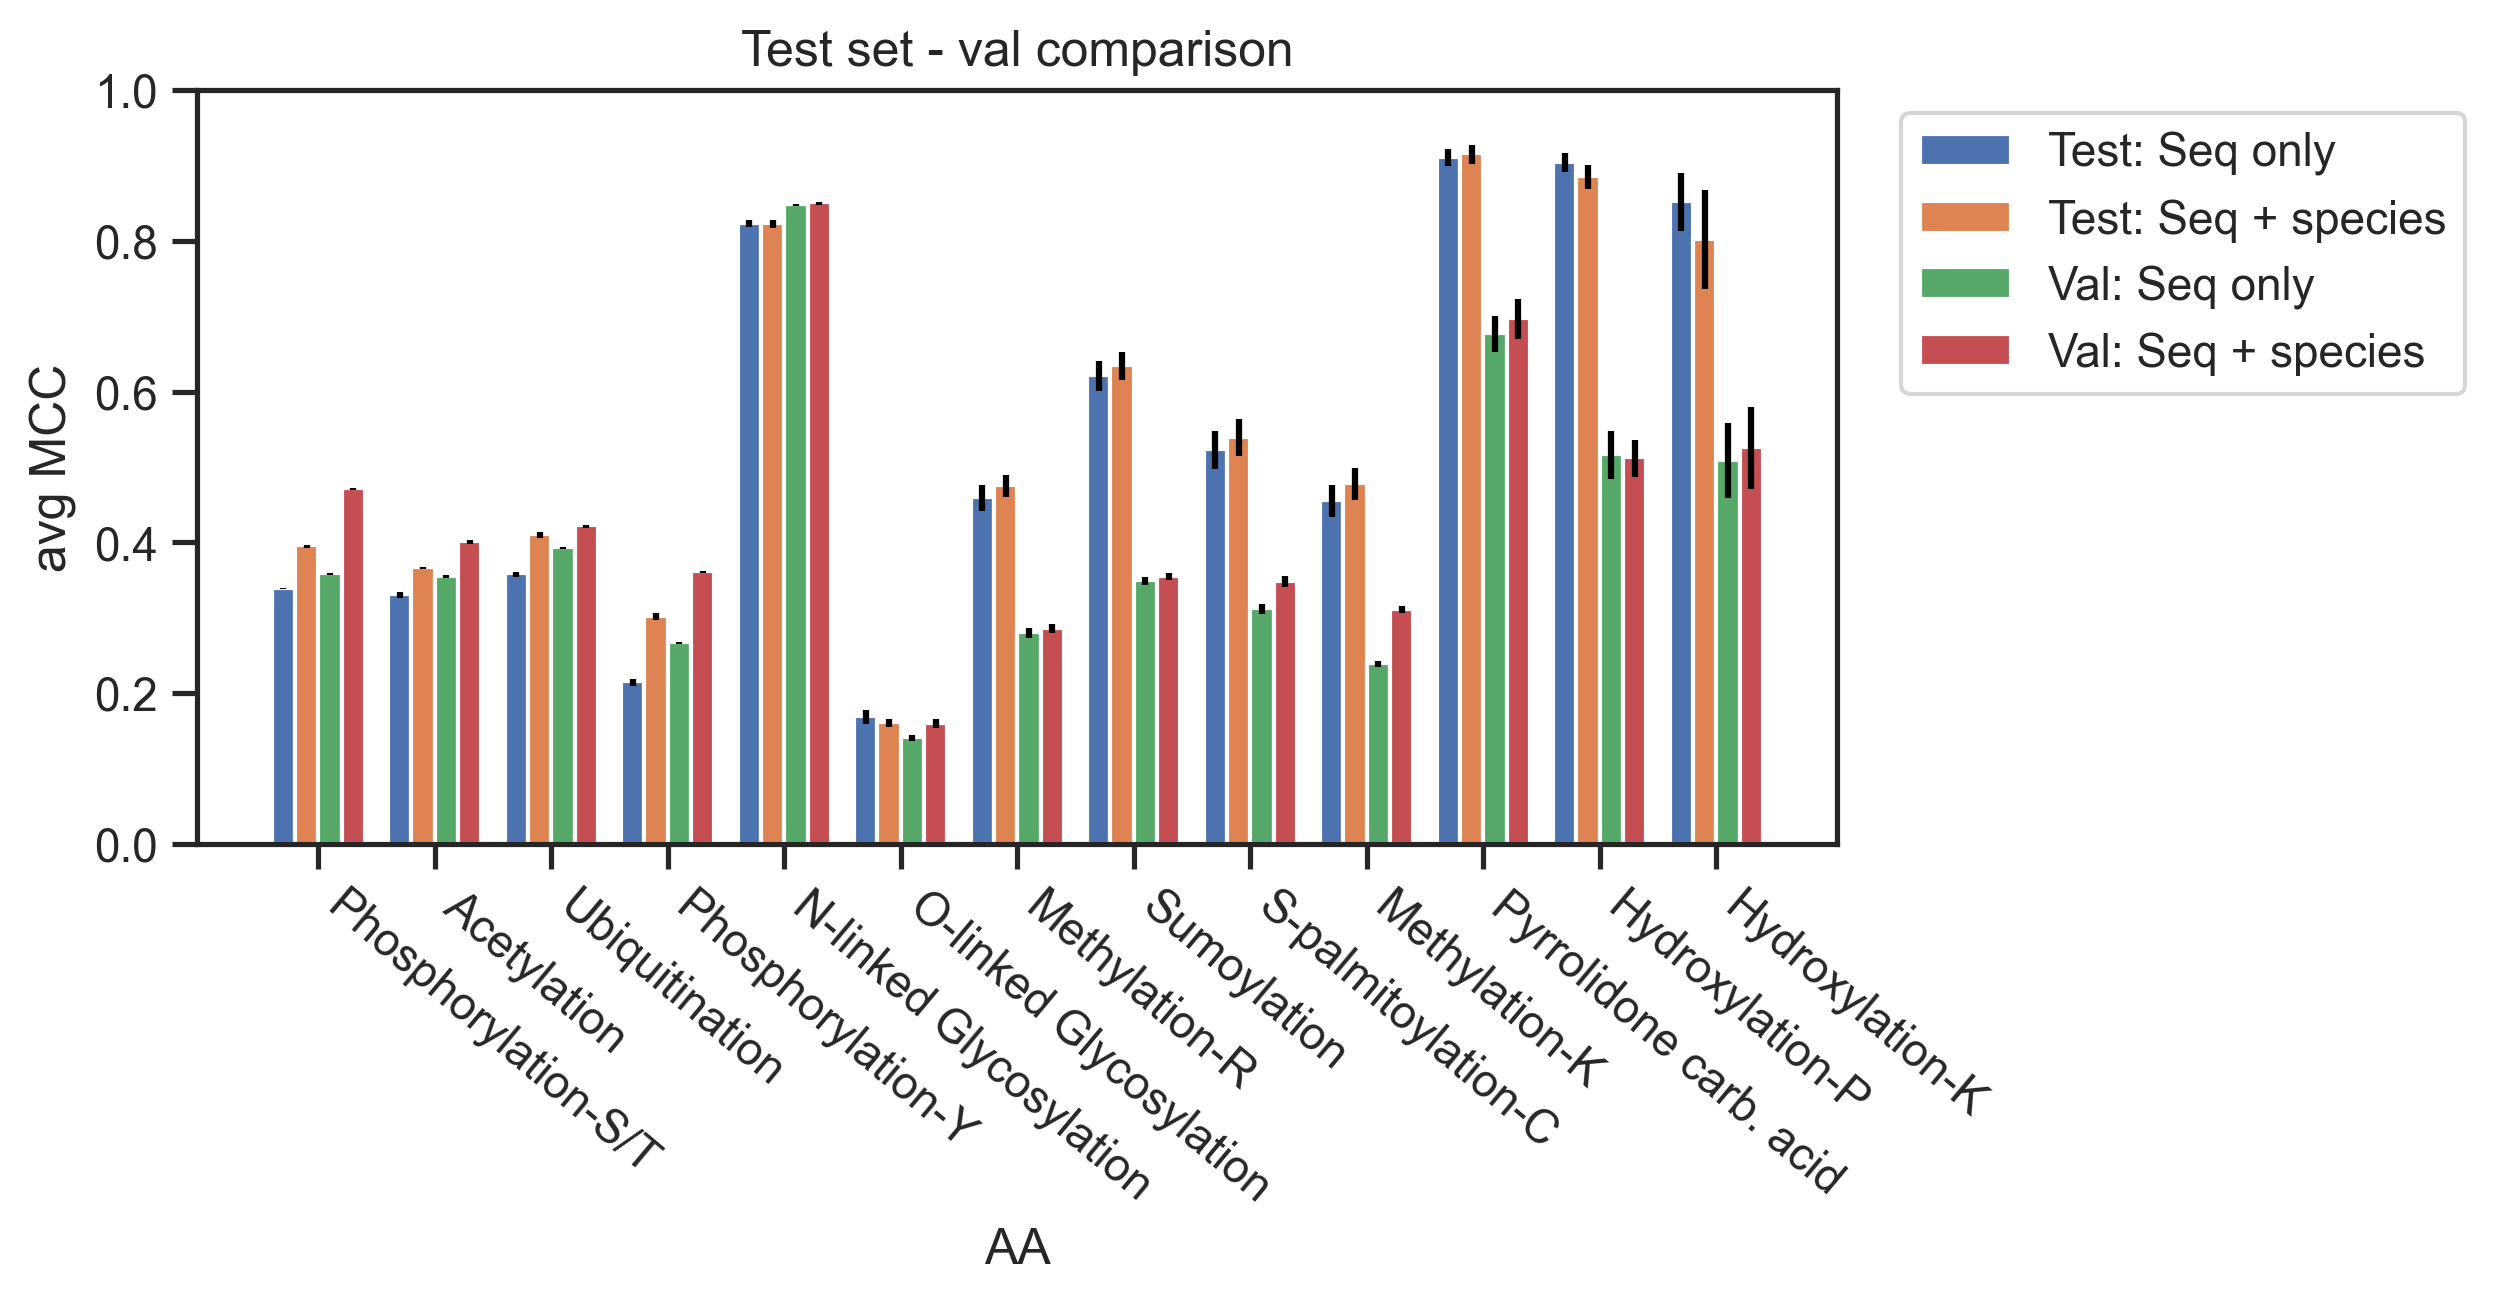 Test set - val comparison
1.0
0.8
0.6
0.4
0.2
0.0
avg MCC
Test: Seq only
Test: Seq + species
Val: Seq only
Val: Seq + species
Phosphorylation-S/T
Acetylation
Ubiquitination
Phosphorylation-Y
N-linked Glycosylation
O-linked Glycosylation
Methylation-R
Sumoylation
S-palmitoylation-C
Methylation-K
Pyrrolidone carb. acid
Hydroxylation-P
Hydroxylation-K
AA